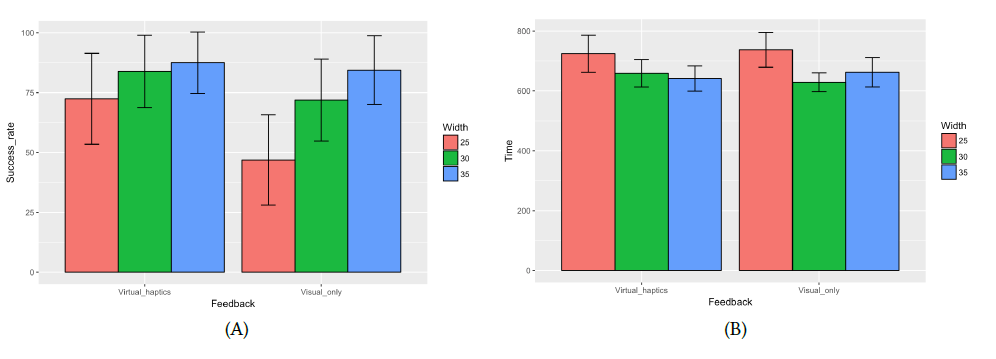 100
75
50
25
0
Success_rate
Virtual_haptics
Visual_only
Feedback
Width
25
30
35
(A)
800
600
400
200
0
Time
Virtual_haptics
Visual_only
Feedback
Width
25
30
35
(B)